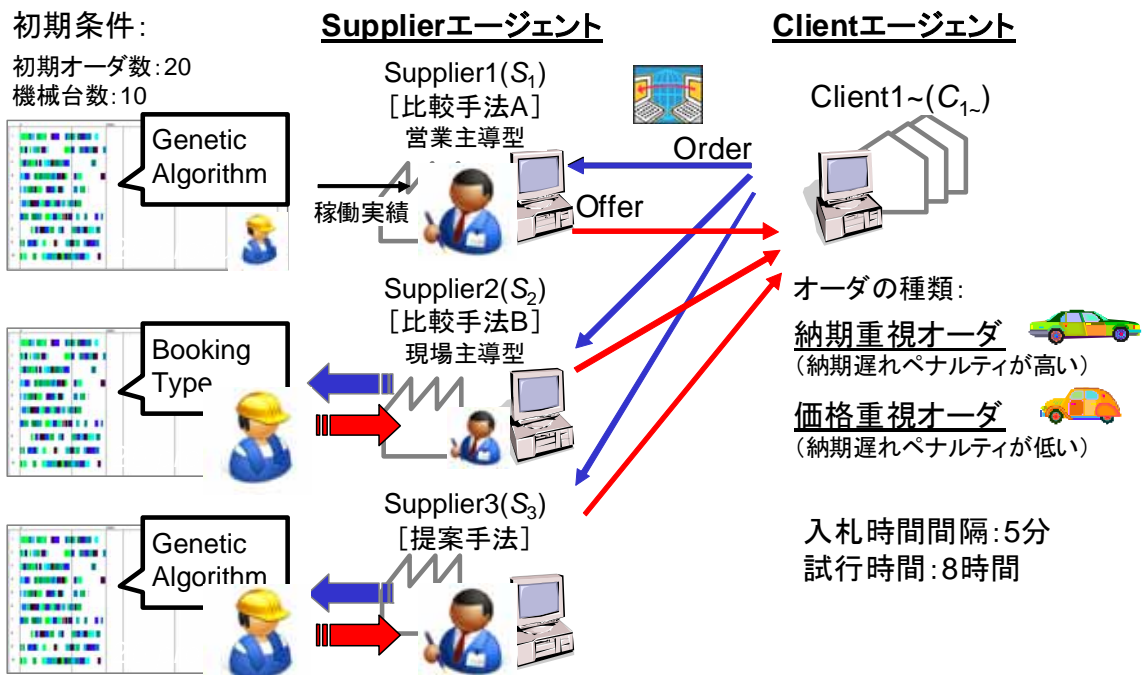 初期条件:
初期オーダ数:20
機械台数:10
Genetic
Algorithm
稼働実績
Supplierエージェント
Supplier1(S1)
[比較手法A]
営業主導型
Order
Offer
Clientエージェント
Client1~(C1~)
Booking
Type
Supplier2(S2)
[比較手法B]
現場主導型
オーダの種類:
納期重視オーダ
(納期遅れペナルティが高い)
価格重視オーダ
(納期遅れペナルティが低い)
Genetic
Algorithm
Supplier3(S3)
[提案手法]
入札時間間隔:5分
試行時間:8時間